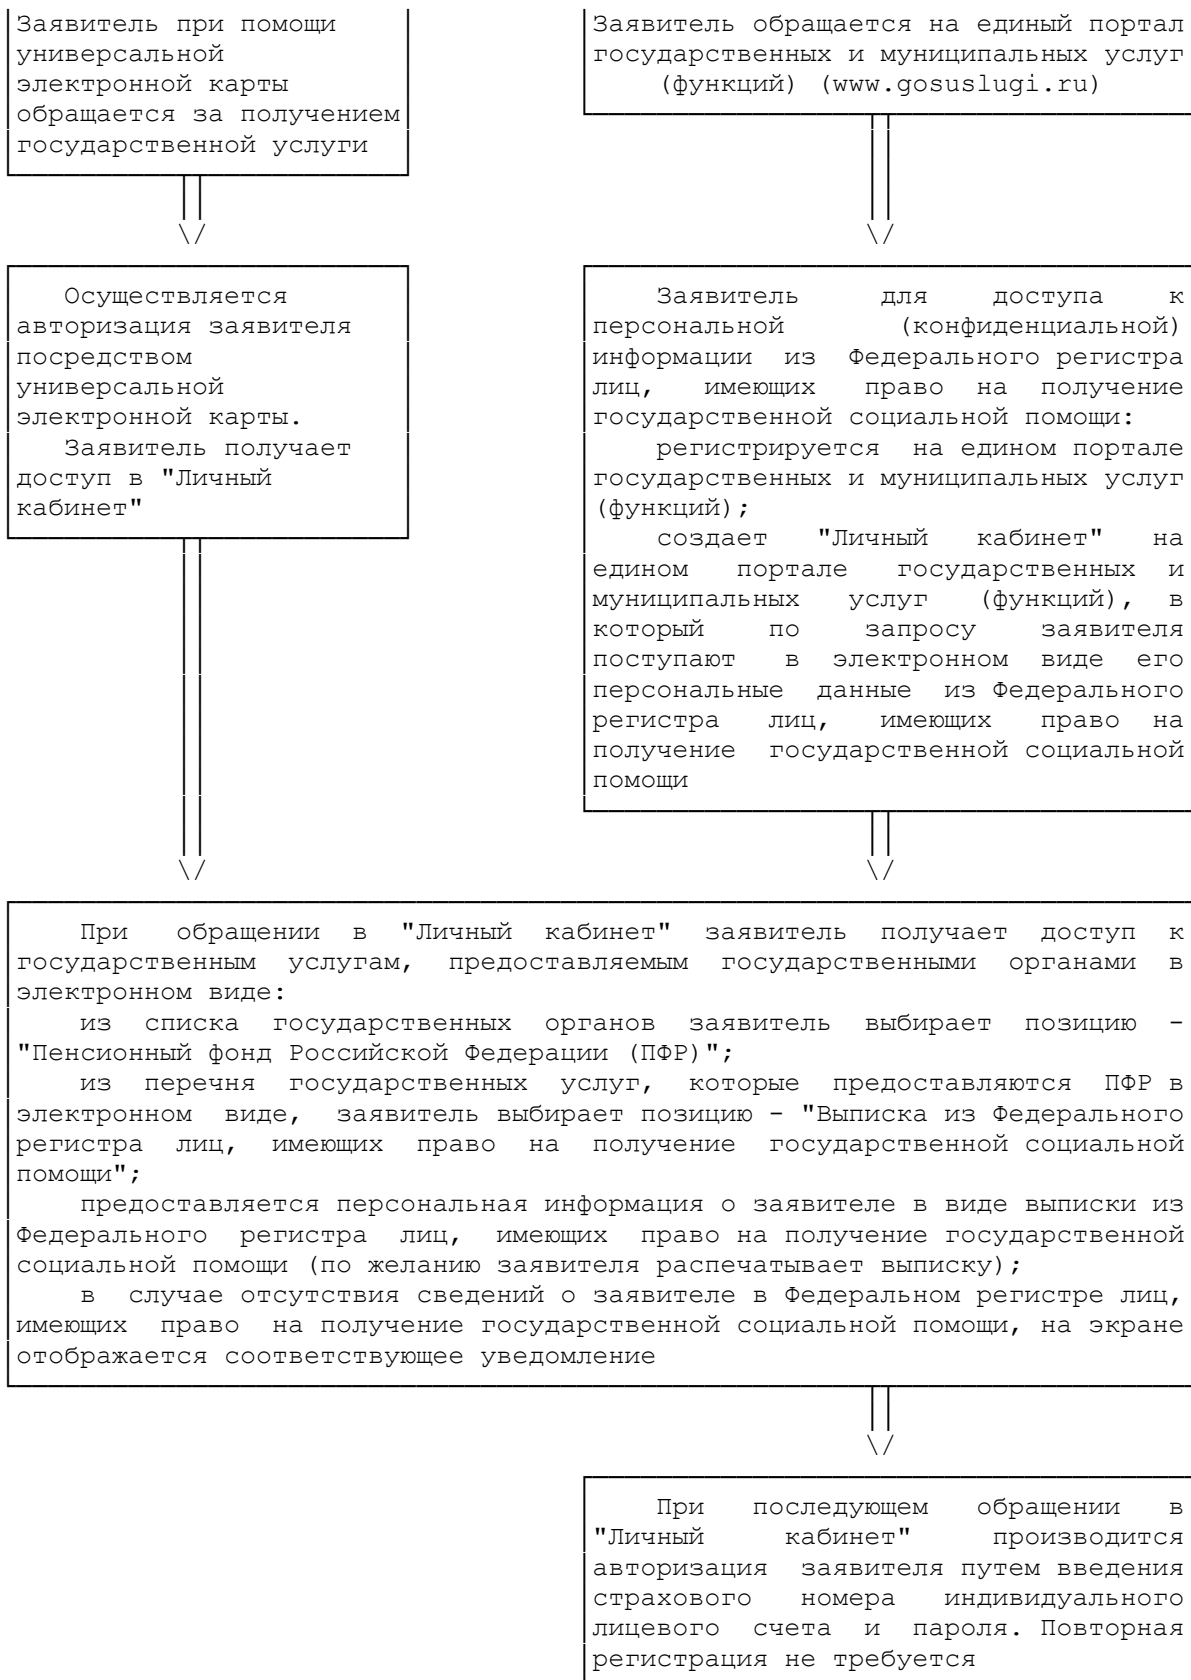 Заявитель при помощи
универсальной
электронной карты
обращается за получением
государственной услуги
Заявитель обращается на единый портал
государственных и муниципальных услуг
(функций) (www.gosuslugi.ru)
Осуществляется
авторизация заявителя
посредством
универсальной
электронной карты.
Заявитель получает
доступ в "Личный
кабинет"
Заявитель для доступа к
персональной (конфиденциальной)
информации из Федерального регистра
лиц, имеющих право на получение
государственной социальной помощи:
регистрируется на едином портале
государственных и муниципальных услуг
(функций);
создает "Личный кабинет" на
едином портале государственных и
муниципальных услуг (функций), в
который по запросу заявителя
поступают в электронном виде его
персональные данные из Федерального
регистра лиц, имеющих право на
получение государственной социальной
помощи
При обращении в "Личный кабинет" заявитель получает доступ к
государственным услугам, предоставляемым государственными органами в
электронном виде:
из списка государственных органов заявитель выбирает позицию -
"Пенсионный фонд Российской Федерации (ПФР)";
из перечня государственных услуг, которые предоставляются ПФР в
электронном виде, заявитель выбирает позицию - "Выписка из Федерального
регистра лиц, имеющих право на получение государственной социальной
помощи";
предоставляется персональная информация о заявителе в виде выписки из
Федерального регистра лиц, имеющих право на получение государственной
социальной помощи (по желанию заявителя распечатывает выписку);
в случае отсутствия сведений о заявителе в Федеральном регистре лиц,
имеющих право на получение государственной социальной помощи, на экране
отображается соответствующее уведомление
При последующем обращении в
"Личный кабинет" производится
авторизация заявителя путем введения
страхового номера индивидуального
лицевого счета и пароля. Повторная
регистрация не требуется